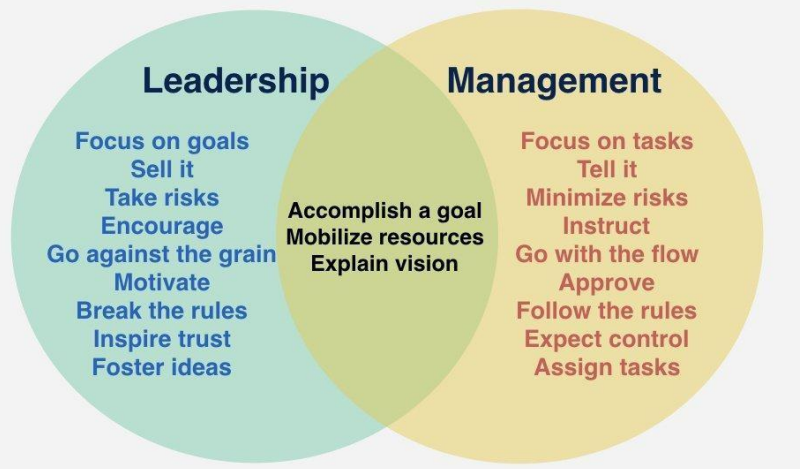 Leadership
Management
Focus on goals
Sell it
Take risks
Encourage
Go against the grain
Motivate
Break the rules
Inspire trust
Foster ideas
Accomplish a goal
Mobilize resources
Explain vision
Focus on tasks
Tell it
Minimize risks
Instruct
Go with the flow
Approve
Follow the rules
Expect control
Assign tasks